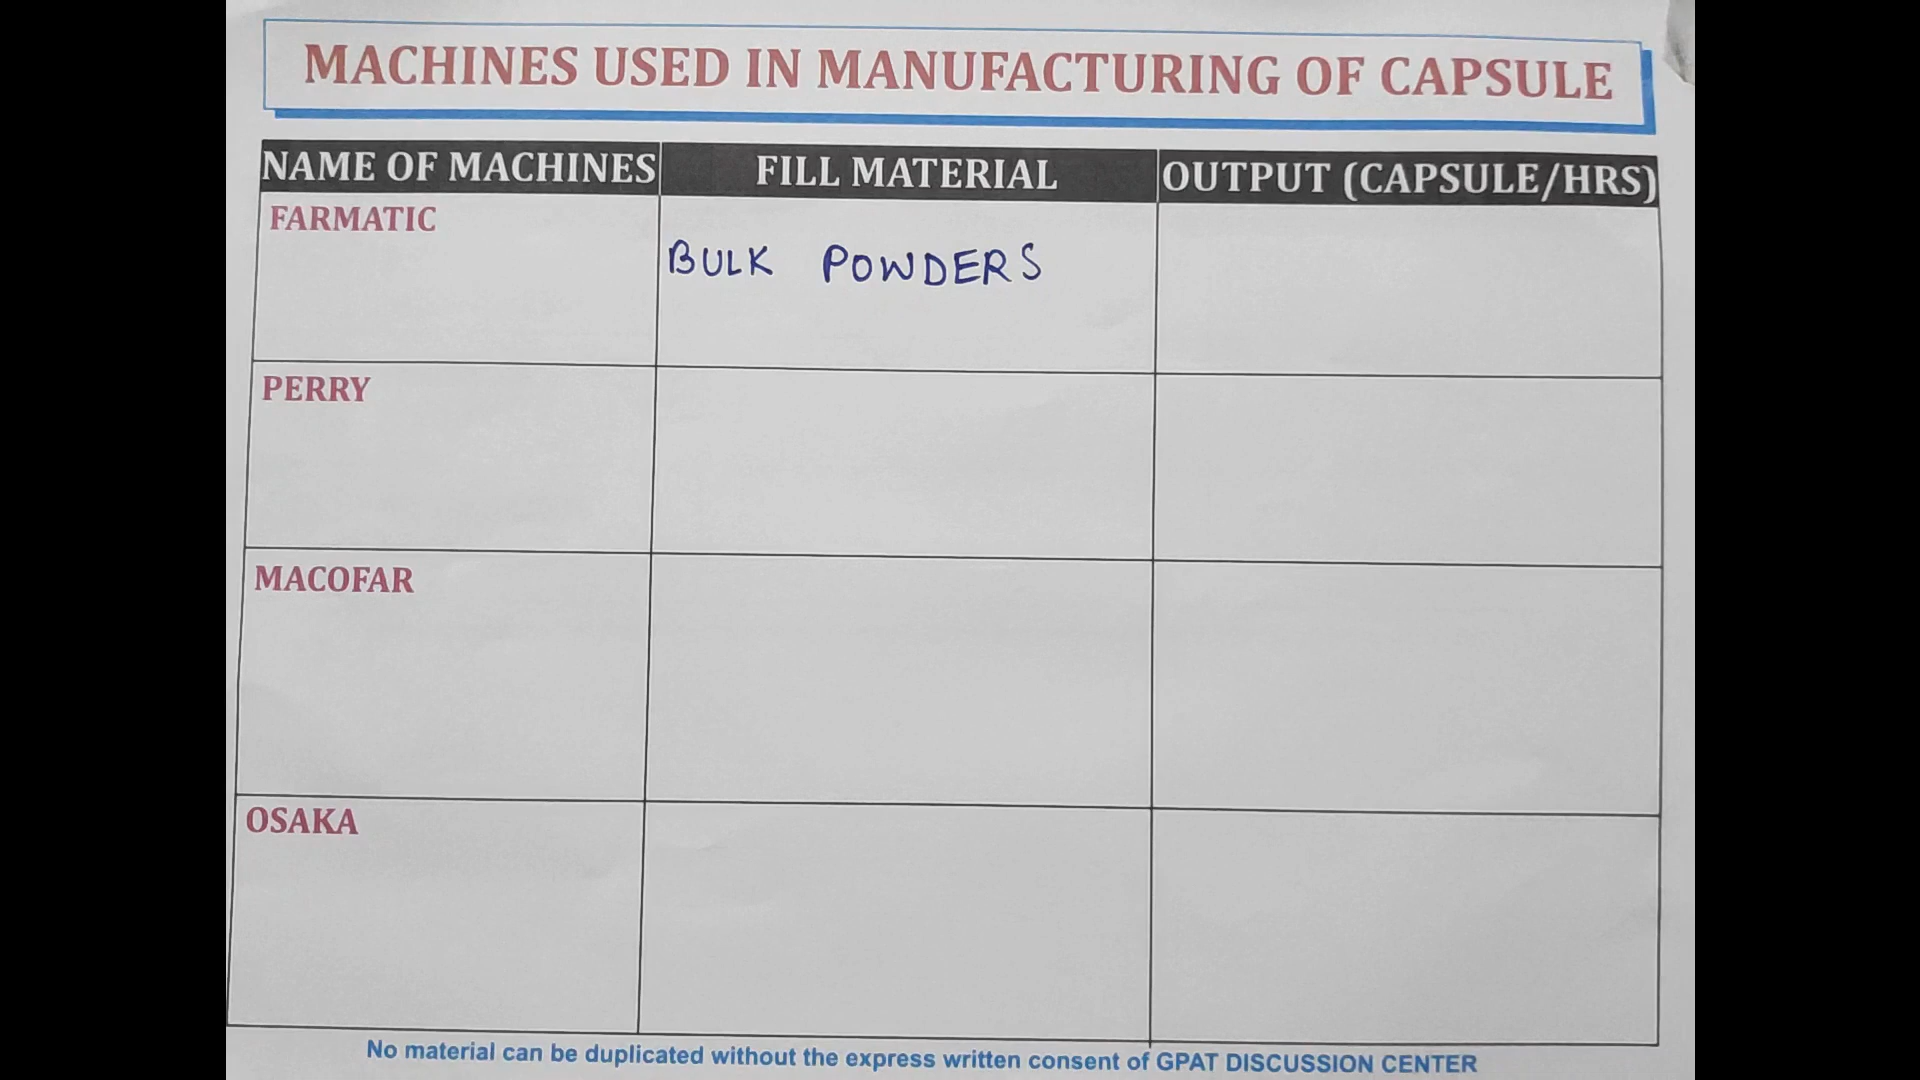 MACHINES USED IN MANUFACTURING OF CAPSULE
NAME OF MACHINES FILL MATERIAL OUTPUT (CAPSULE/HRS)
FARMATIC
BULK POWDERS
PERRY
MACOFAR
OSAKA
No material can be duplicated without the express written consent of GPAT DISCUSSION CENTER